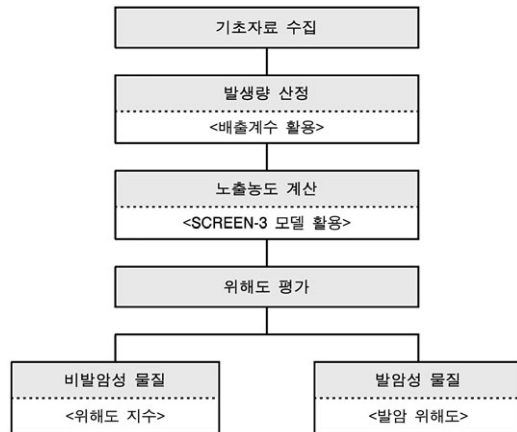 기초자료 수집
발생량 산정
<배출계수 활용>
노출농도 계산
<SCREEN-3 모델 활용>
위해도 평가
비발암성 물질
<위해도 지수>
발암성 물질
<발암 위해도>